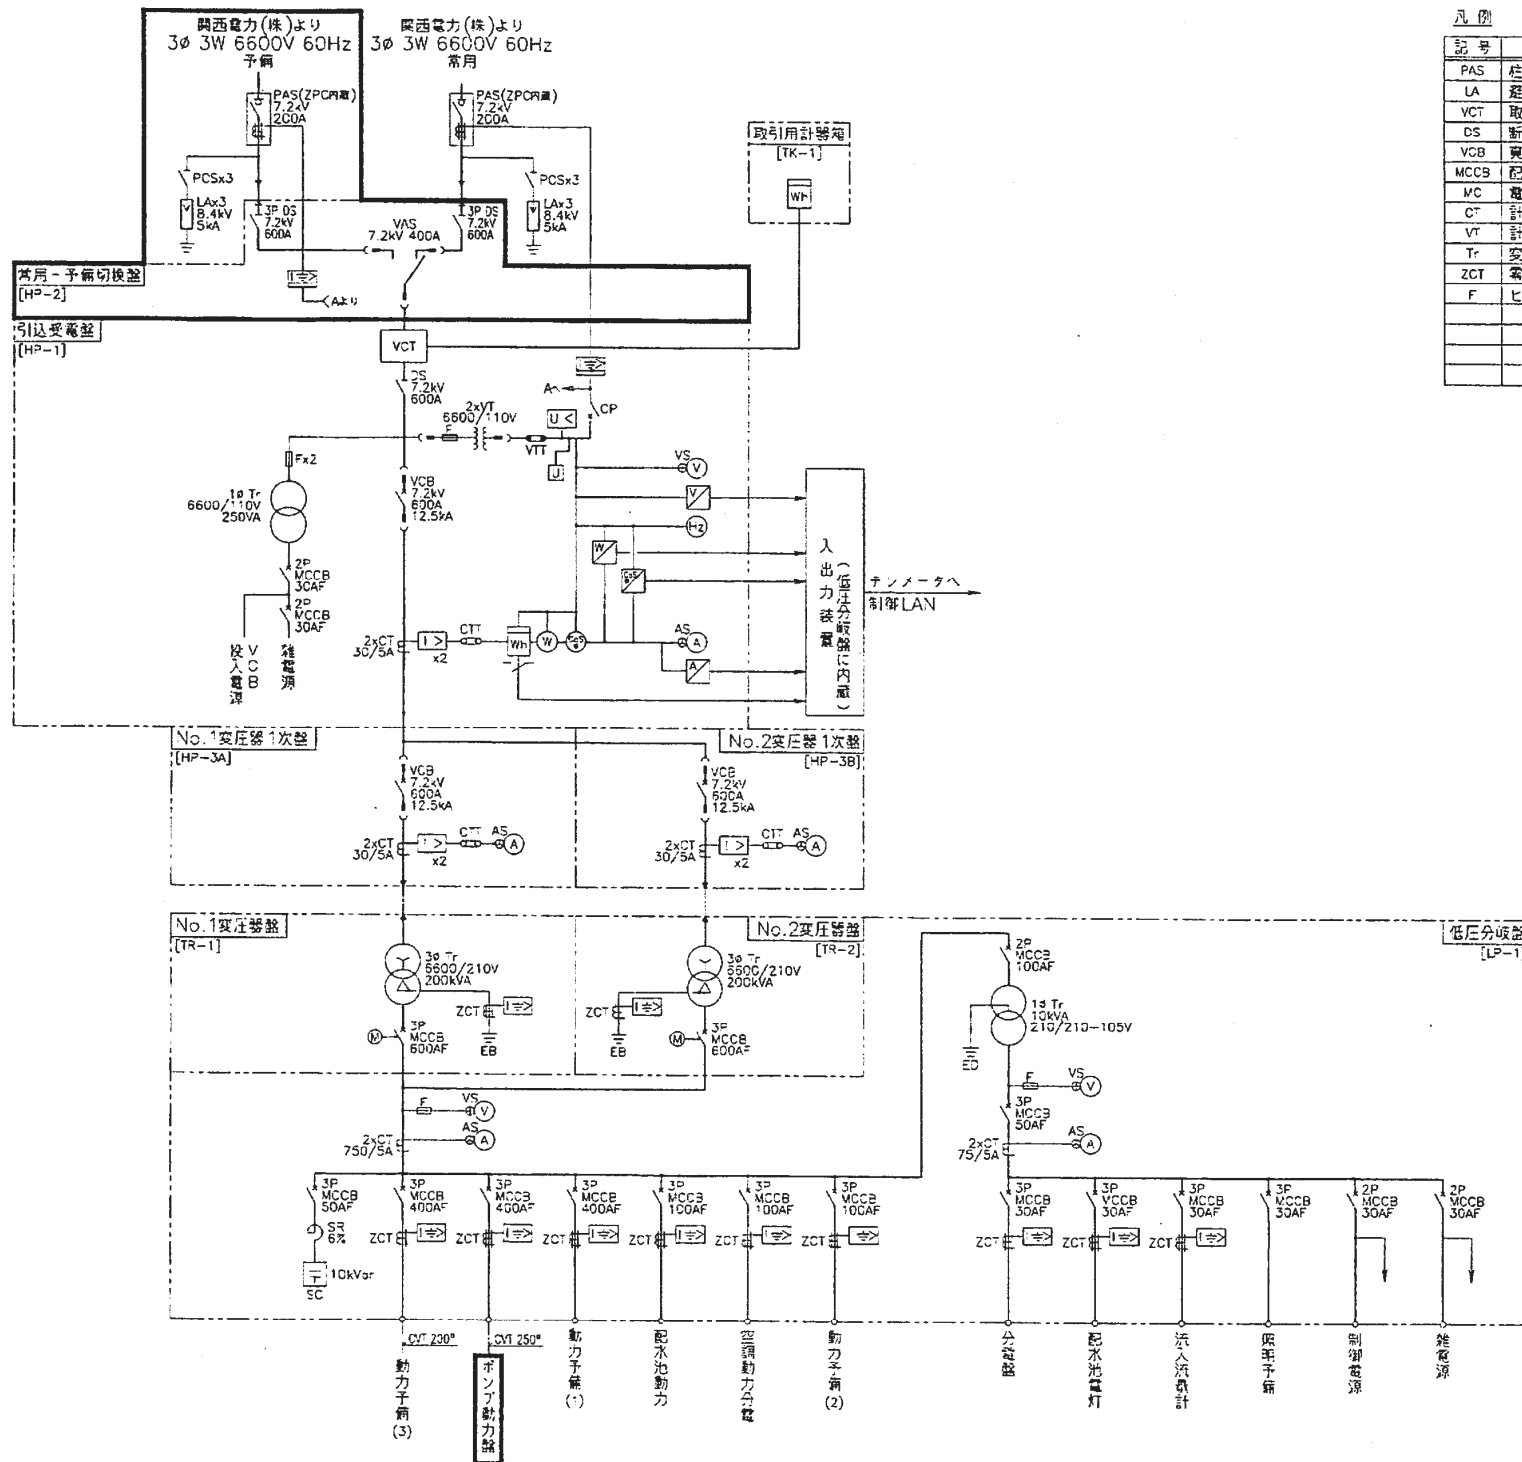 関西電力(株)より
3ø 3W 6600V 60Hz
予備
関西電力(株)より
3ø 3W 6600V 60Hz
常用
凡例
記号
PAS
LA
VCT
DS
VCB
MCCB
MC
CT
VT
Tr
ZCT
F
PAS(ZPC内蔵)
7.2kV
200A
PAS(ZPC内蔵)
7.2kV
200A
取引用計器箱
[TK-1]
Wh
PCSx3
LAx3
8.4kV
5kA
3P DS
7.2kV
600A
VAS
7.2kV 400A
3P DS
7.2kV
600A
PCSx3
LAx3
8.4kV
5kA
常用-予備切換盤
[HP-2]
Aより
引込受電盤
[HP-1]
VCT
DS
7.2kV
600A
2xVT
6600/110V
F
VTT
U <
U
Aへ
CP
Fx2
1ø Tr
6600/110V
250VA
VCB
7.2kV
600A
12.5kA
VS
V
V
Hz
W
CoSø
2P
MCCB
30AF
2P
MCCB
30AF
VCB投入電源
雑電源
2xCT
30/5A
I >
x2
CTT
Wh
W
CoSø
AS
A
A
入出力装置
(低圧分岐盤に内蔵)
テレメータへ
制御LAN
No.1変圧器1次盤
[HP-3A]
No.2変圧器1次盤
[HP-3B]
VCB
7.2kV
600A
12.5kA
2xCT
30/5A
I >
x2
CTT
AS
A
VCB
7.2kV
600A
12.5kA
2xCT
30/5A
I >
x2
CTT
AS
A
No.1変圧器盤
[TR-1]
No.2変圧器盤
[TR-2]
低圧分岐盤
[LP-1]
3ø Tr
6600/210V
200kVA
ZCT
EB
M
3P
MCCB
600AF
3ø Tr
6600/210V
200kVA
ZCT
EB
M
3P
MCCB
600AF
2P
MCCB
100AF
1ø Tr
10kVA
210/210-105V
ED
F
VS
V
3P
MCCB
50AF
2xCT
75/5A
AS
A
F
VS
V
2xCT
750/5A
AS
A
3P
MCCB
50AF
SR
6%
10kVar
SC
3P
MCCB
400AF
ZCT
3P
MCCB
400AF
ZCT
3P
MCCB
400AF
ZCT
3P
MCCB
100AF
ZCT
3P
MCCB
100AF
ZCT
3P
MCCB
100AF
ZCT
3P
MCCB
30AF
ZCT
3P
MCCB
30AF
ZCT
3P
MCCB
30AF
ZCT
3P
MCCB
30AF
2P
MCCB
30AF
2P
MCCB
30AF
CVT 200°
CVT 250°
動力予備(3)
ポンプ動力盤
動力予備(1)
配水池動力
空調動力分電
動力予備(2)
分電盤
配水池電灯
流入流量計
照明予備
制御電源
雑電源